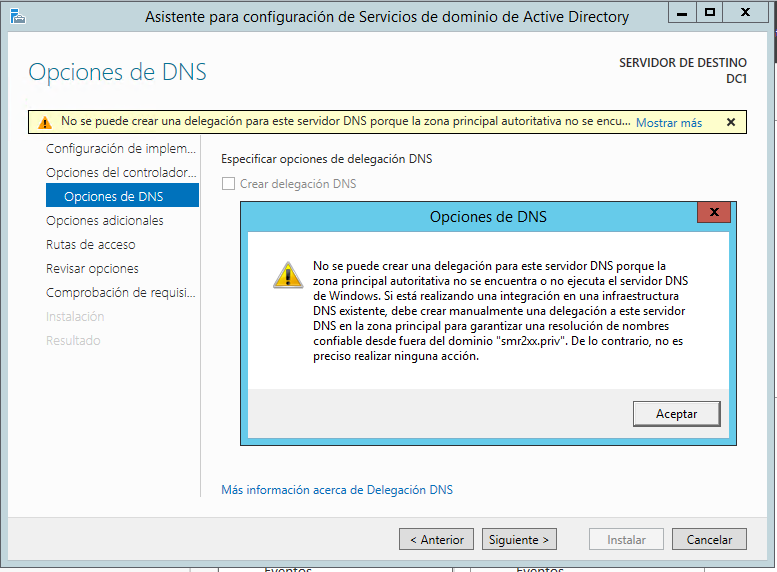 Asistente para configuración de Servicios de dominio de Active Directory
Opciones de DNS
SERVIDOR DE DESTINO
DC1
No se puede crear una delegación para este servidor DNS porque la zona principal autoritativa no se encu... Mostrar más
Configuración de implem...
Opciones del controlador...
Opciones de DNS
Opciones adicionales
Rutas de acceso
Revisar opciones
Comprobación de requisi...
Instalación
Resultado
Especificar opciones de delegación DNS
Crear delegación DNS
Opciones de DNS
No se puede crear una delegación para este servidor DNS porque la
zona principal autoritativa no se encuentra o no ejecuta el servidor DNS
de Windows. Si está realizando una integración en una infraestructura
DNS existente, debe crear manualmente una delegación a este servidor
DNS en la zona principal para garantizar una resolución de nombres
confiable desde fuera del dominio "smr2xx.priv". De lo contrario, no es
preciso realizar ninguna acción.
Aceptar
Más información acerca de Delegación DNS
< Anterior
Siguiente >
Instalar
Cancelar
Eventos
Eventos